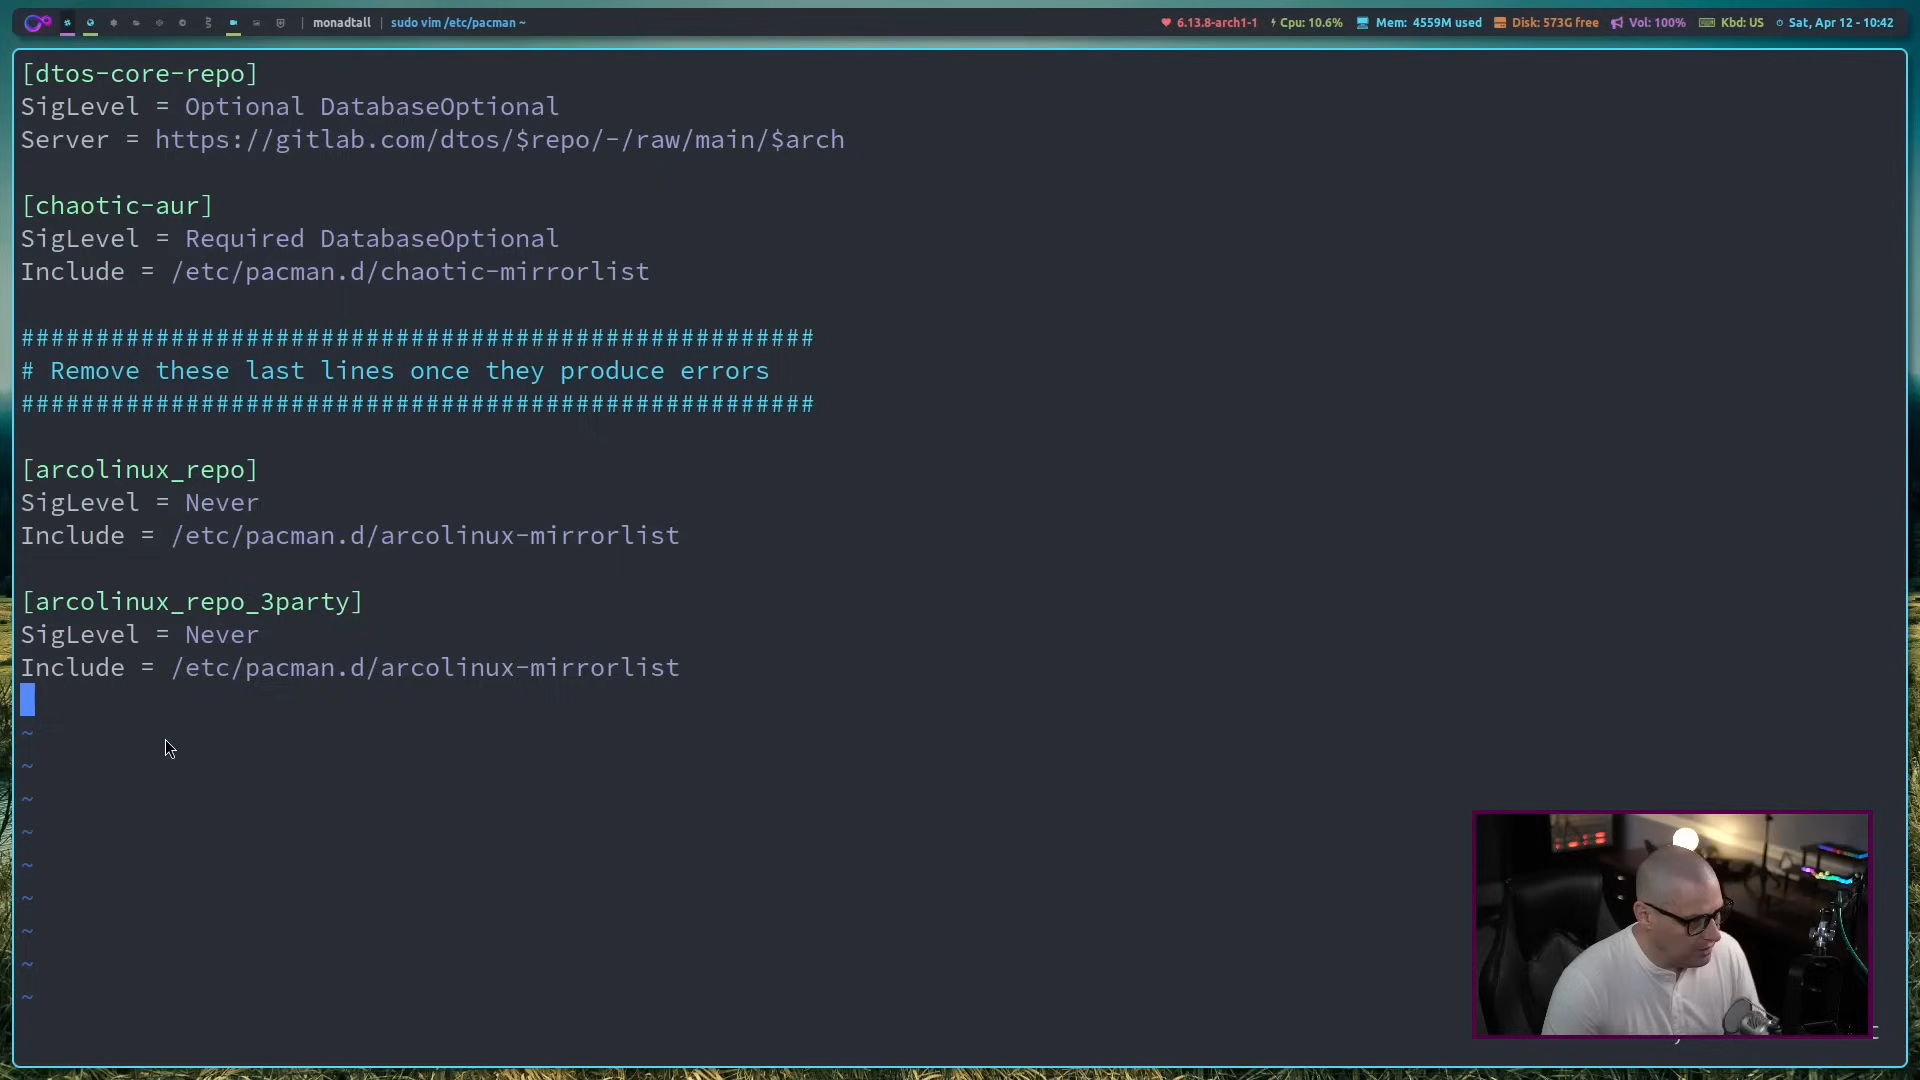 monadtall | sudo vim /etc/pacman ~
6.13.8-arch1-1 Cpu: 10.6% Mem: 4559M used Disk: 573G free Vol: 100% Kbd: US Sat, Apr 12 - 10:42
[dtos-core-repo]
SigLevel = Optional DatabaseOptional
Server = https://gitlab.com/dtos/$repo/-/raw/main/$arch
[chaotic-aur]
SigLevel = Required DatabaseOptional
Include = /etc/pacman.d/chaotic-mirrorlist
#####################################################
# Remove these last lines once they produce errors
#####################################################
[arcolinux_repo]
SigLevel = Never
Include = /etc/pacman.d/arcolinux-mirrorlist
[arcolinux_repo_3party]
SigLevel = Never
Include = /etc/pacman.d/arcolinux-mirrorlist
~
~
~
~
~
~
~
~
~